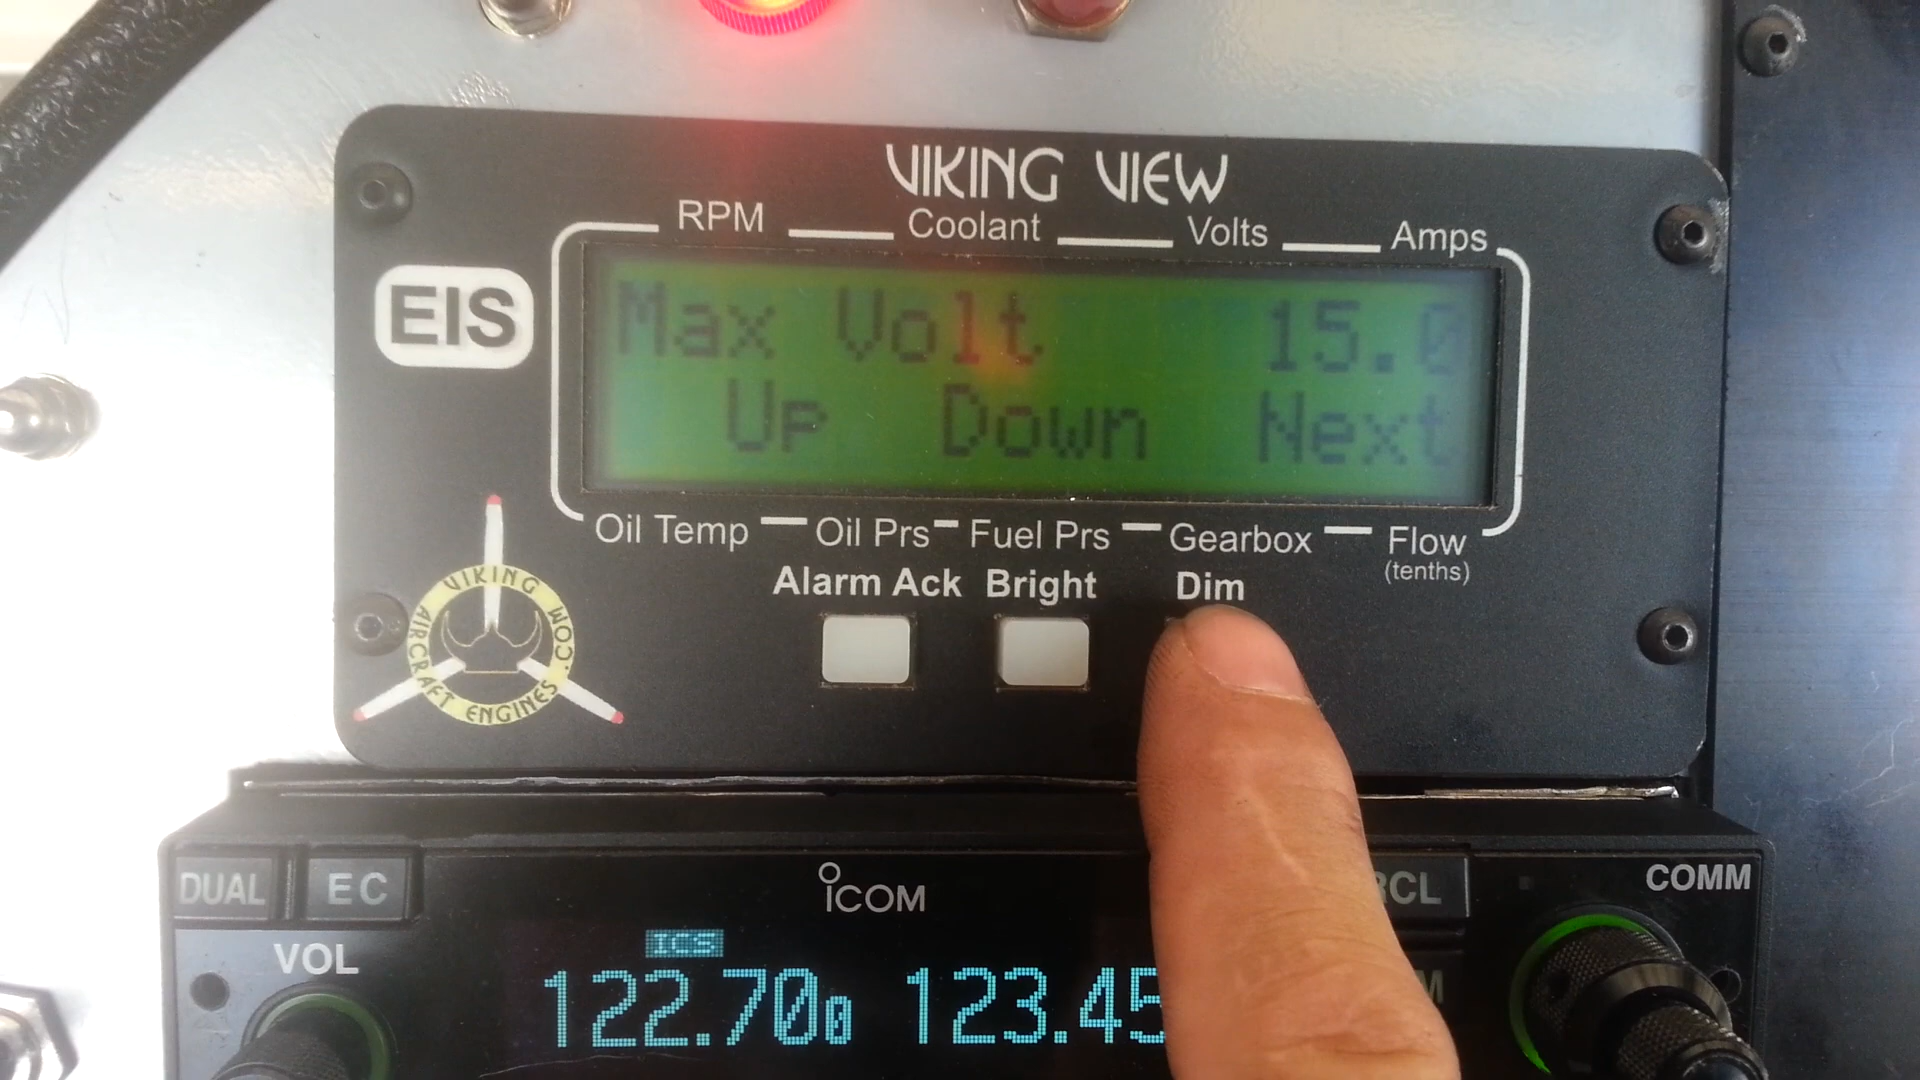 VIKING VIEW
RPM Coolant Volts Amps
EIS
Max Volt 15.0
Up Down Next
Oil Temp Oil Prs Fuel Prs Gearbox Flow
(tenths)
Alarm Ack Bright Dim
VIKING AIRCRAFT ENGINES .COM
DUAL EC ICOM RCL COMM
VOL
ICS
122.700 123.45
M